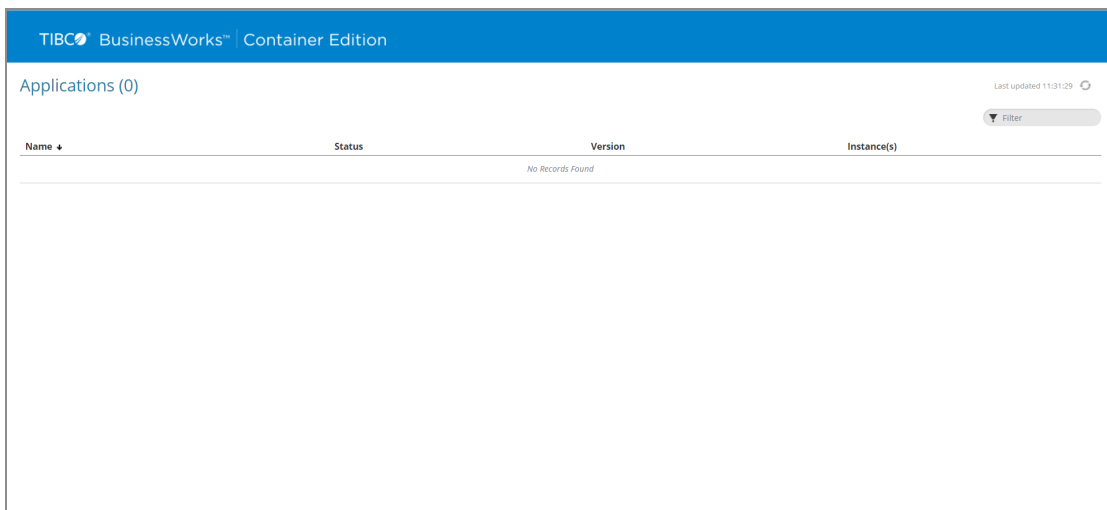 TIBCO® BusinessWorks™ | Container Edition
Applications (0)
Last updated 11:31:29
Filter
Name Status Version Instance(s)
No Records Found